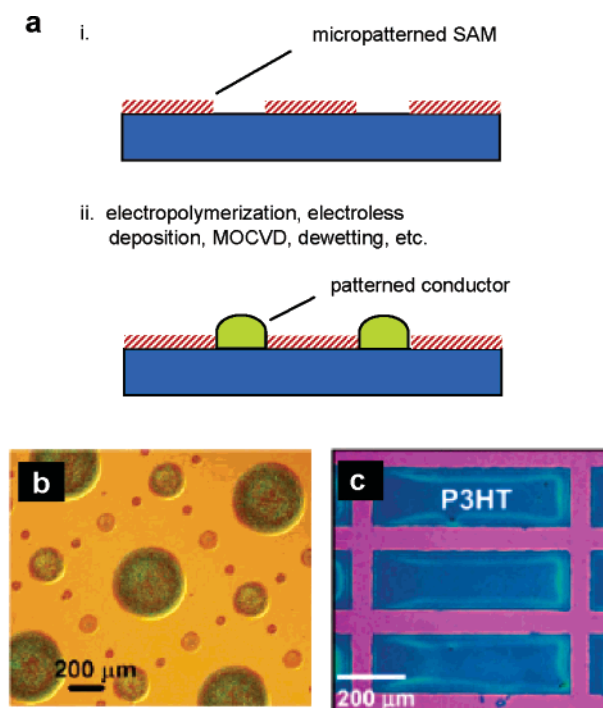 a
i.
micropatterned SAM
ii. electropolymerization, electroless
deposition, MOCVD, dewetting, etc.
patterned conductor
b
200 μm
c
P3HT
200 μm